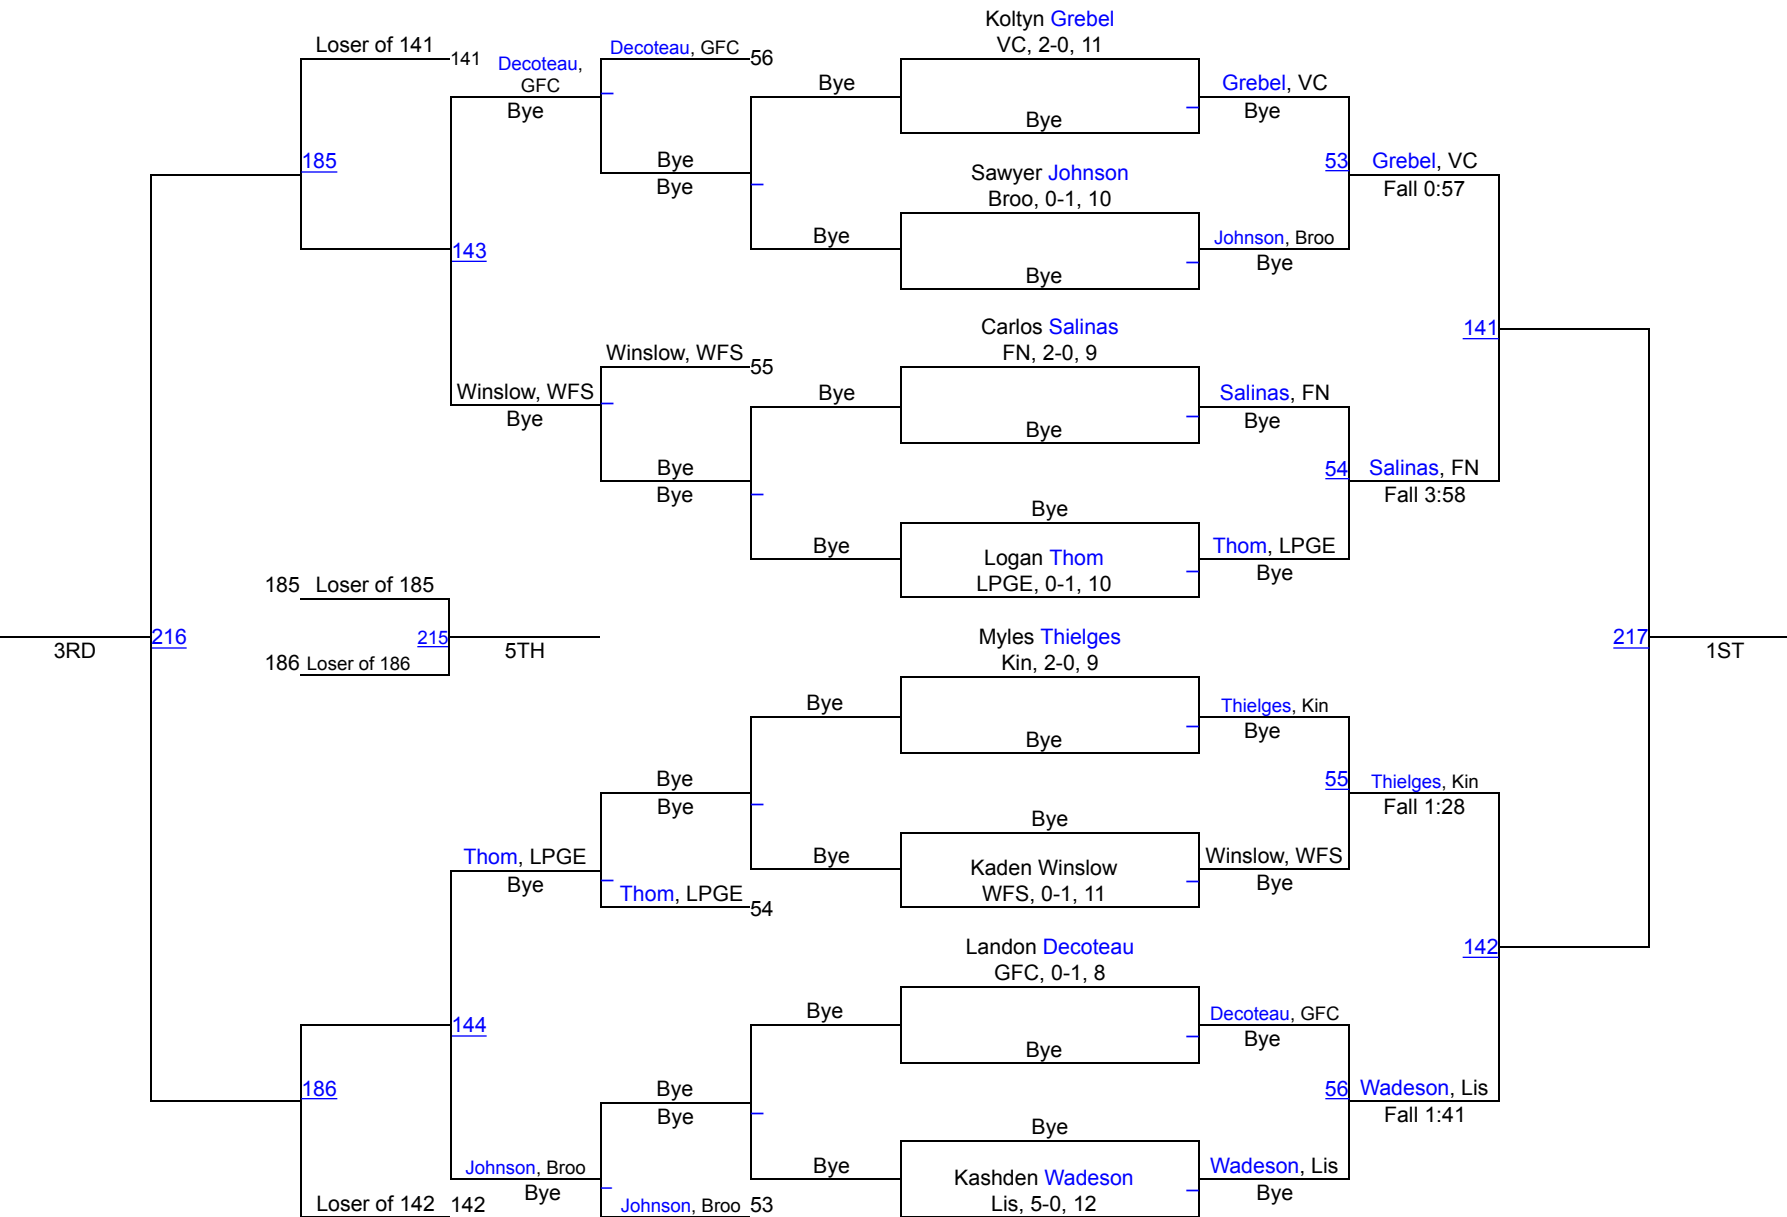 Koltyn Grebel
VC, 2-0, 11
Loser of 141
141
Decoteau,
GFC
Bye
Decoteau, GFC
56
Bye
Bye
Grebel, VC
Bye
185
Bye
Bye
Sawyer Johnson
Broo, 0-1, 10
53
Grebel, VC
Fall 0:57
143
Bye
Bye
Johnson, Broo
Bye
Carlos Salinas
FN, 2-0, 9
141
Winslow, WFS
55
Winslow, WFS
Bye
Bye
Bye
Salinas, FN
Bye
Bye
Bye
54
Salinas, FN
Fall 3:58
Bye
Bye
Logan Thom
LPGE, 0-1, 10
Thom, LPGE
Bye
185 Loser of 185
3RD
216
215
5TH
186 Loser of 186
Myles Thielges
Kin, 2-0, 9
217
1ST
Bye
Bye
Thielges, Kin
Bye
Bye
Bye
55
Thielges, Kin
Fall 1:28
Thom, LPGE
Bye
Bye
Bye
Kaden Winslow
WFS, 0-1, 11
Winslow, WFS
Bye
Thom, LPGE
54
Landon Decoteau
GFC, 0-1, 8
142
144
Bye
Bye
Decoteau, GFC
Bye
186
Bye
Bye
56
Wadeson, Lis
Fall 1:41
Johnson, Broo
Bye
Bye
Bye
Kashden Wadeson
Lis, 5-0, 12
Wadeson, Lis
Bye
Loser of 142
142
Johnson, Broo
53